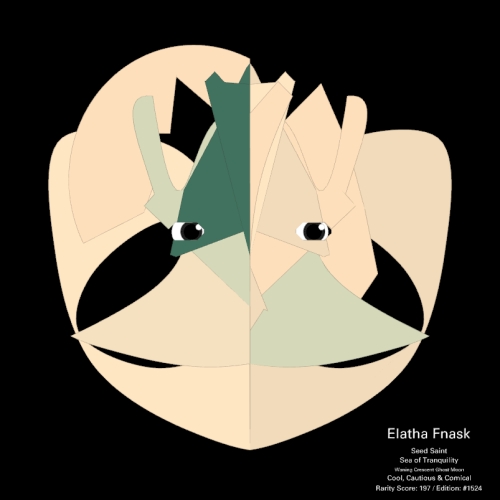 Elatha Fnask
Seed Saint
Sea of Tranquility
Waning Crescent Ghost Moon
Cool, Cautious & Comical
Rarity Score: 197 / Edition: #1524